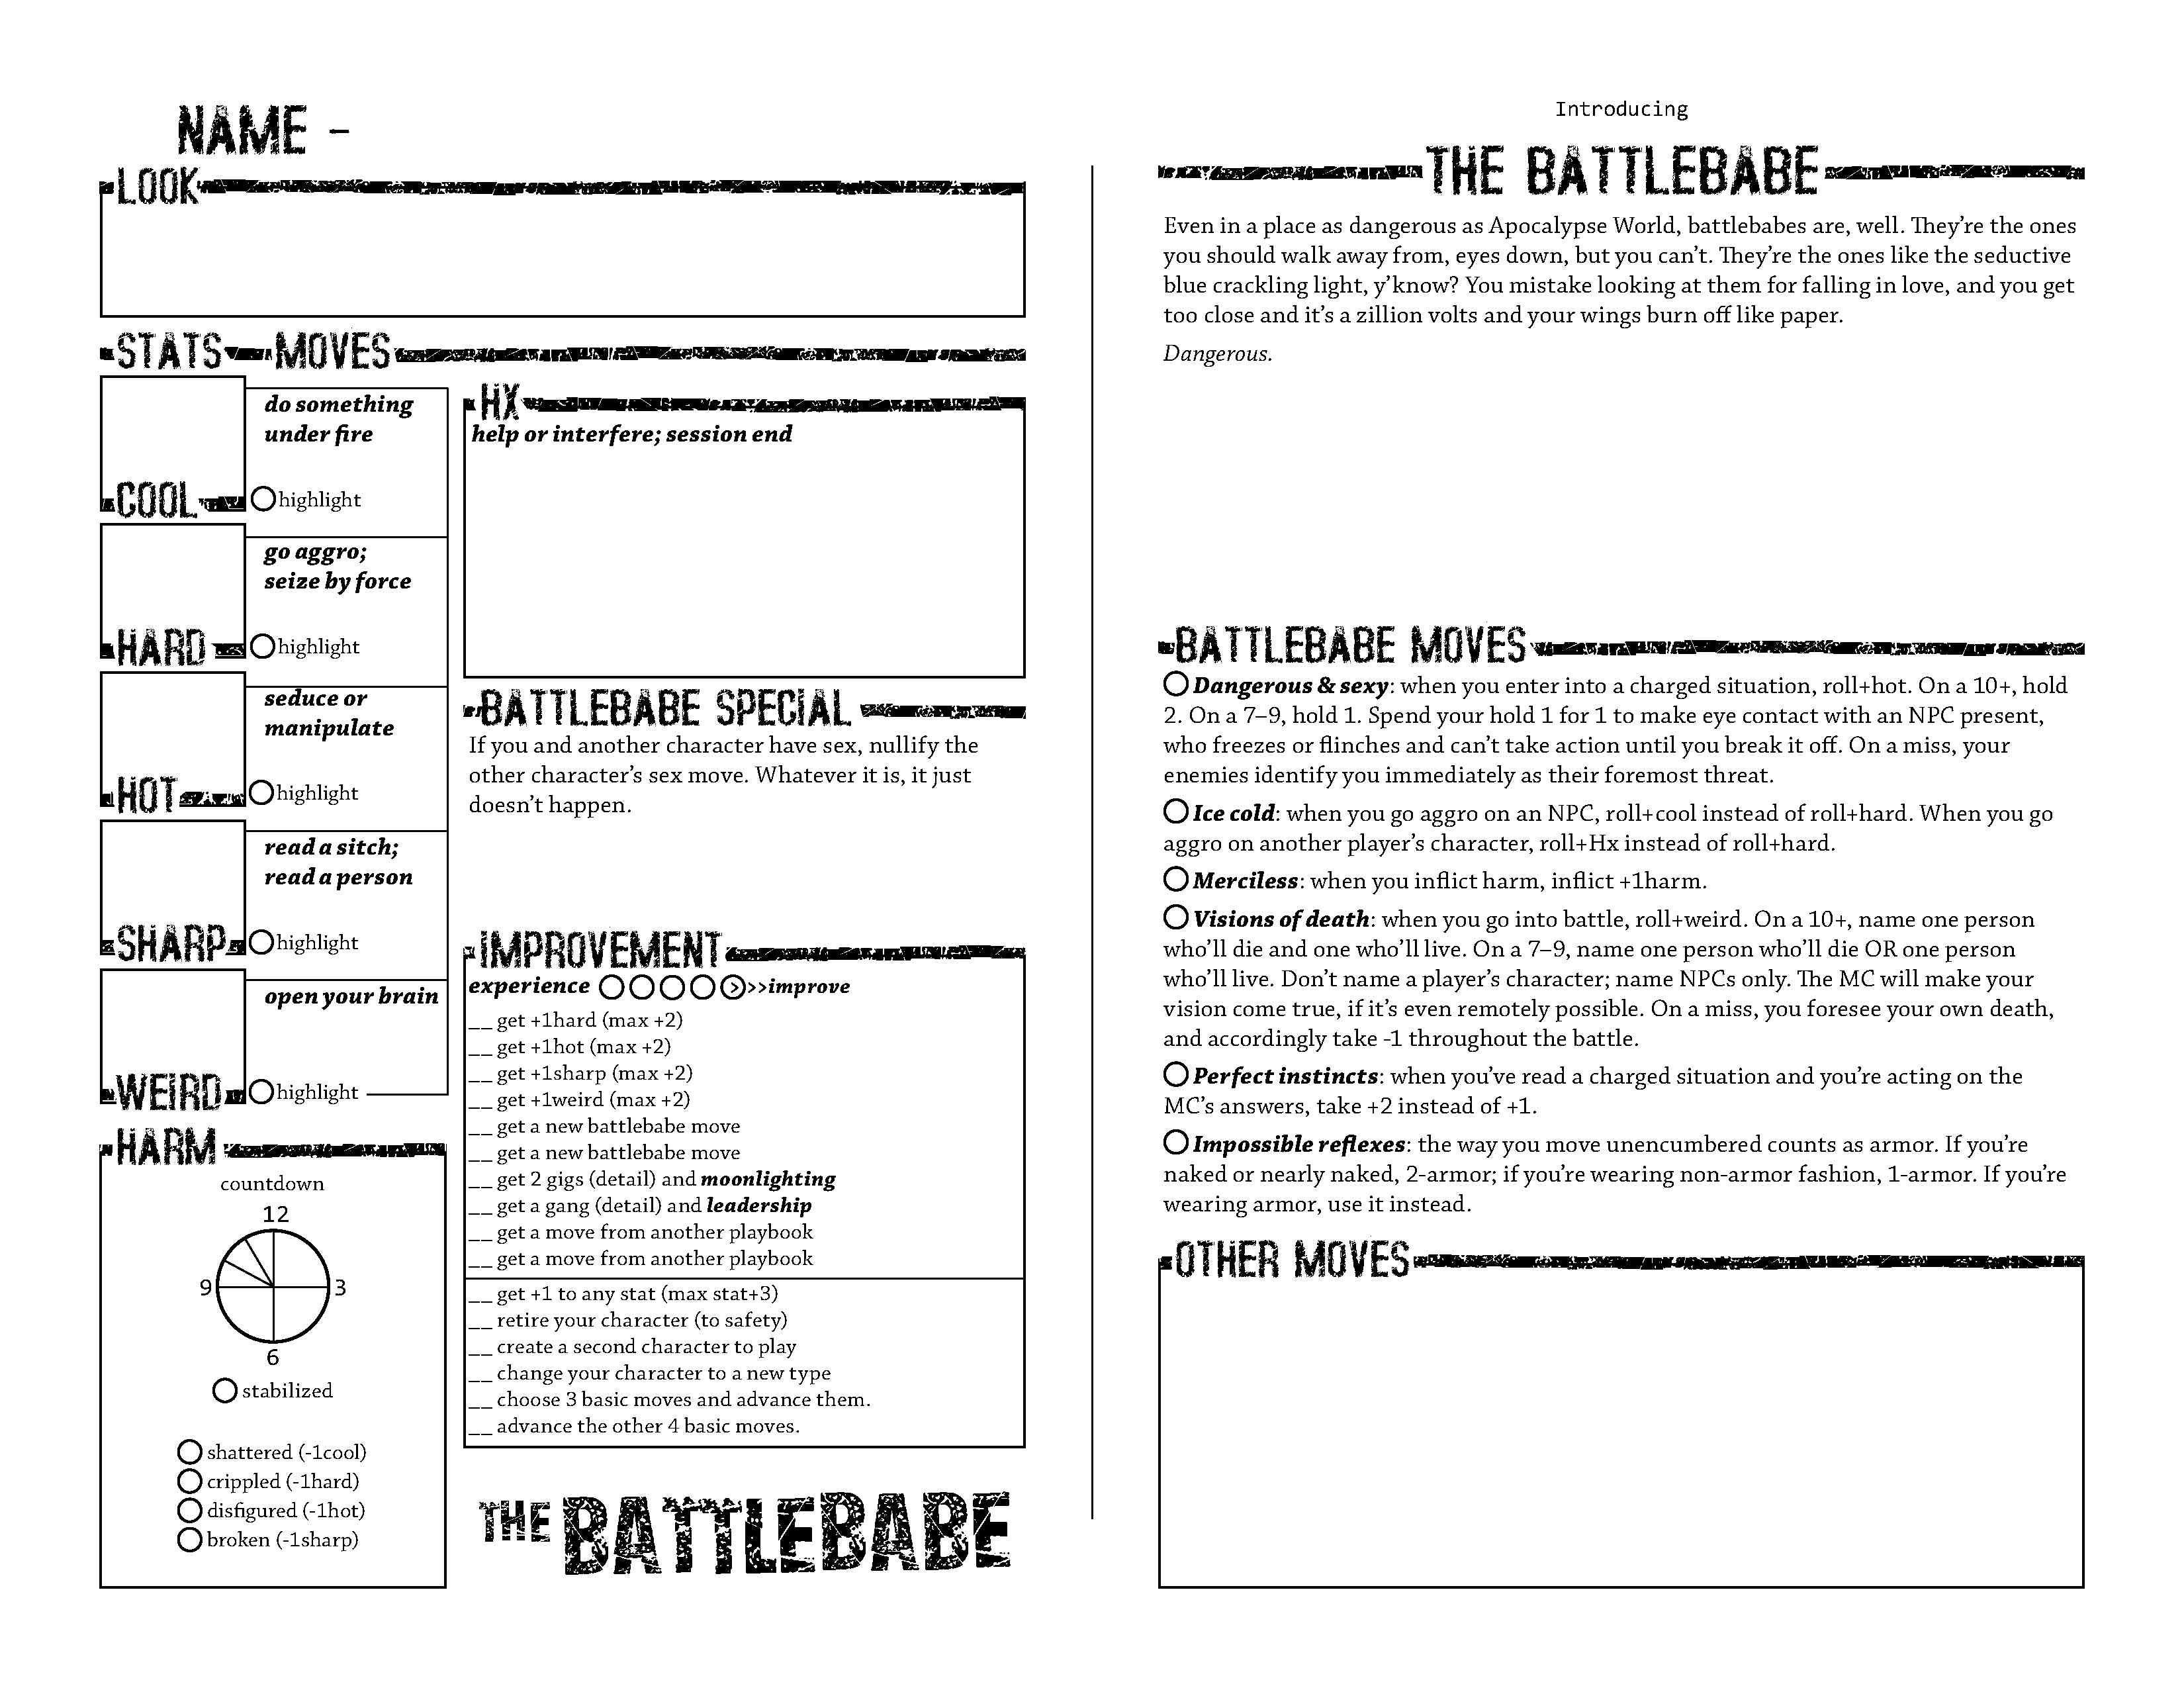 NAME -
LOOK
STATS MOVES
do something
under fire
COOL
highlight
go aggro;
seize by force
HARD
highlight
seduce or
manipulate
HOT
highlight
read a sitch;
read a person
SHARP
highlight
open your brain
WEIRD
highlight
HARM
countdown
12
9
3
6
stabilized
shattered (-1cool)
crippled (-1hard)
disfigured (-1hot)
broken (-1sharp)
HX
help or interfere; session end
BATTLEBABE SPECIAL
If you and another character have sex, nullify the
other character's sex move. Whatever it is, it just
doesn't happen.
IMPROVEMENT
experience >>>improve
__ get +1hard (max +2)
__ get +1hot (max +2)
__ get +1sharp (max +2)
__ get +1weird (max +2)
__ get a new battlebabe move
__ get a new battlebabe move
__ get 2 gigs (detail) and moonlighting
__ get a gang (detail) and leadership
__ get a move from another playbook
__ get a move from another playbook
__ get +1 to any stat (max stat+3)
__ retire your character (to safety)
__ create a second character to play
__ change your character to a new type
__ choose 3 basic moves and advance them.
__ advance the other 4 basic moves.
THE BATTLEBABE
Introducing
THE BATTLEBABE
Even in a place as dangerous as Apocalypse World, battlebabes are, well. They're the ones
you should walk away from, eyes down, but you can't. They're the ones like the seductive
blue crackling light, y'know? You mistake looking at them for falling in love, and you get
too close and it's a zillion volts and your wings burn off like paper.
Dangerous.
BATTLEBABE MOVES
Dangerous & sexy: when you enter into a charged situation, roll+hot. On a 10+, hold
2. On a 7–9, hold 1. Spend your hold 1 for 1 to make eye contact with an NPC present,
who freezes or flinches and can't take action until you break it off. On a miss, your
enemies identify you immediately as their foremost threat.
Ice cold: when you go aggro on an NPC, roll+cool instead of roll+hard. When you go
aggro on another player's character, roll+Hx instead of roll+hard.
Merciless: when you inflict harm, inflict +1harm.
Visions of death: when you go into battle, roll+weird. On a 10+, name one person
who'll die and one who'll live. On a 7–9, name one person who'll die OR one person
who'll live. Don't name a player's character; name NPCs only. The MC will make your
vision come true, if it's even remotely possible. On a miss, you foresee your own death,
and accordingly take -1 throughout the battle.
Perfect instincts: when you've read a charged situation and you're acting on the
MC's answers, take +2 instead of +1.
Impossible reflexes: the way you move unencumbered counts as armor. If you're
naked or nearly naked, 2-armor; if you're wearing non-armor fashion, 1-armor. If you're
wearing armor, use it instead.
OTHER MOVES